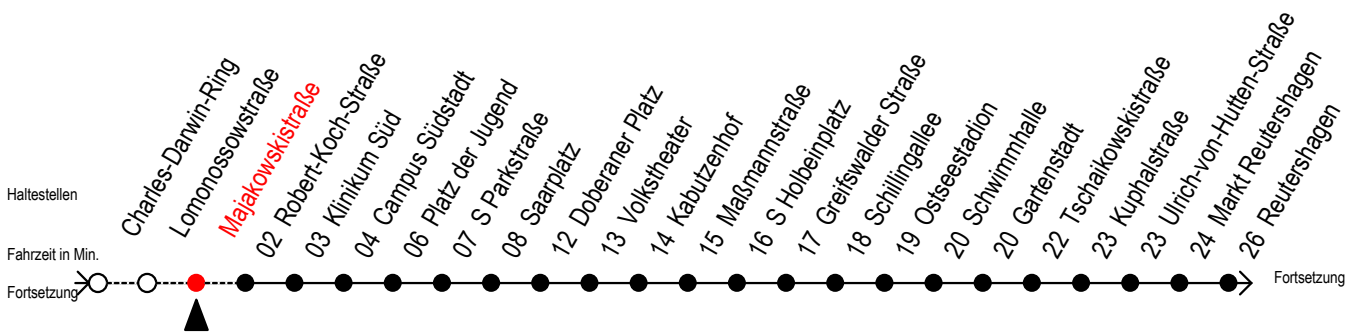 Haltestellen
Charles-Darwin-Ring
Lomonossowstraße
Majakowskistraße
02 Robert-Koch-Straße
03 Klinikum Süd
04 Campus Südstadt
06 Platz der Jugend
07 S Parkstraße
08 Saarplatz
12 Doberaner Platz
13 Volkstheater
14 Kabutzenhof
15 Maßmannstraße
16 S Holbeinplatz
17 Greifswalder Straße
18 Schillingallee
19 Ostseestadion
20 Schwimmhalle
20 Gartenstadt
22 Tschaikowskistraße
23 Kuphalstraße
23 Ulrich-von-Hutten-Straße
24 Markt Reutershagen
26 Reutershagen
Fahrzeit in Min.
Fortsetzung
Fortsetzung